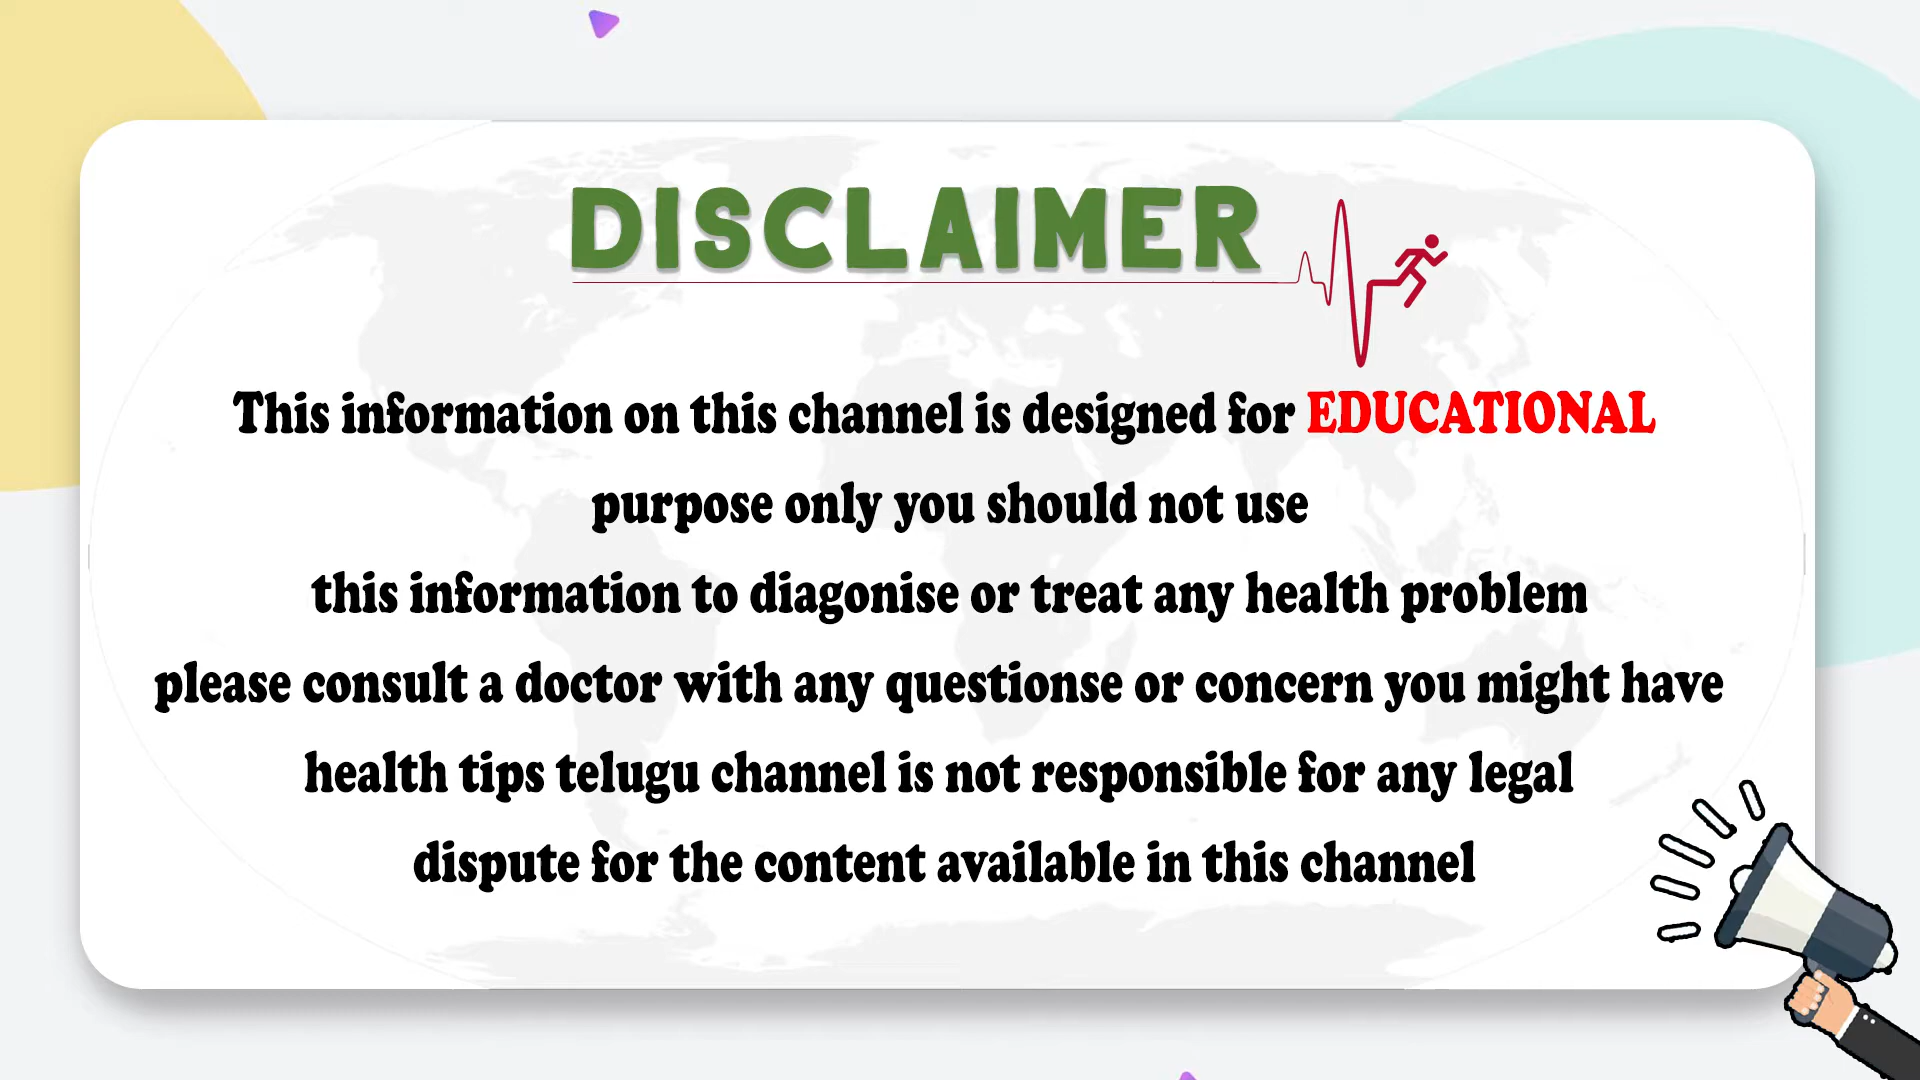 DISCLAIMER
This information on this channel is designed for EDUCATIONAL
purpose only you should not use
this information to diagonise or treat any health problem
please consult a doctor with any questionse or concern you might have
health tips telugu channel is not responsible for any legal
dispute for the content available in this channel